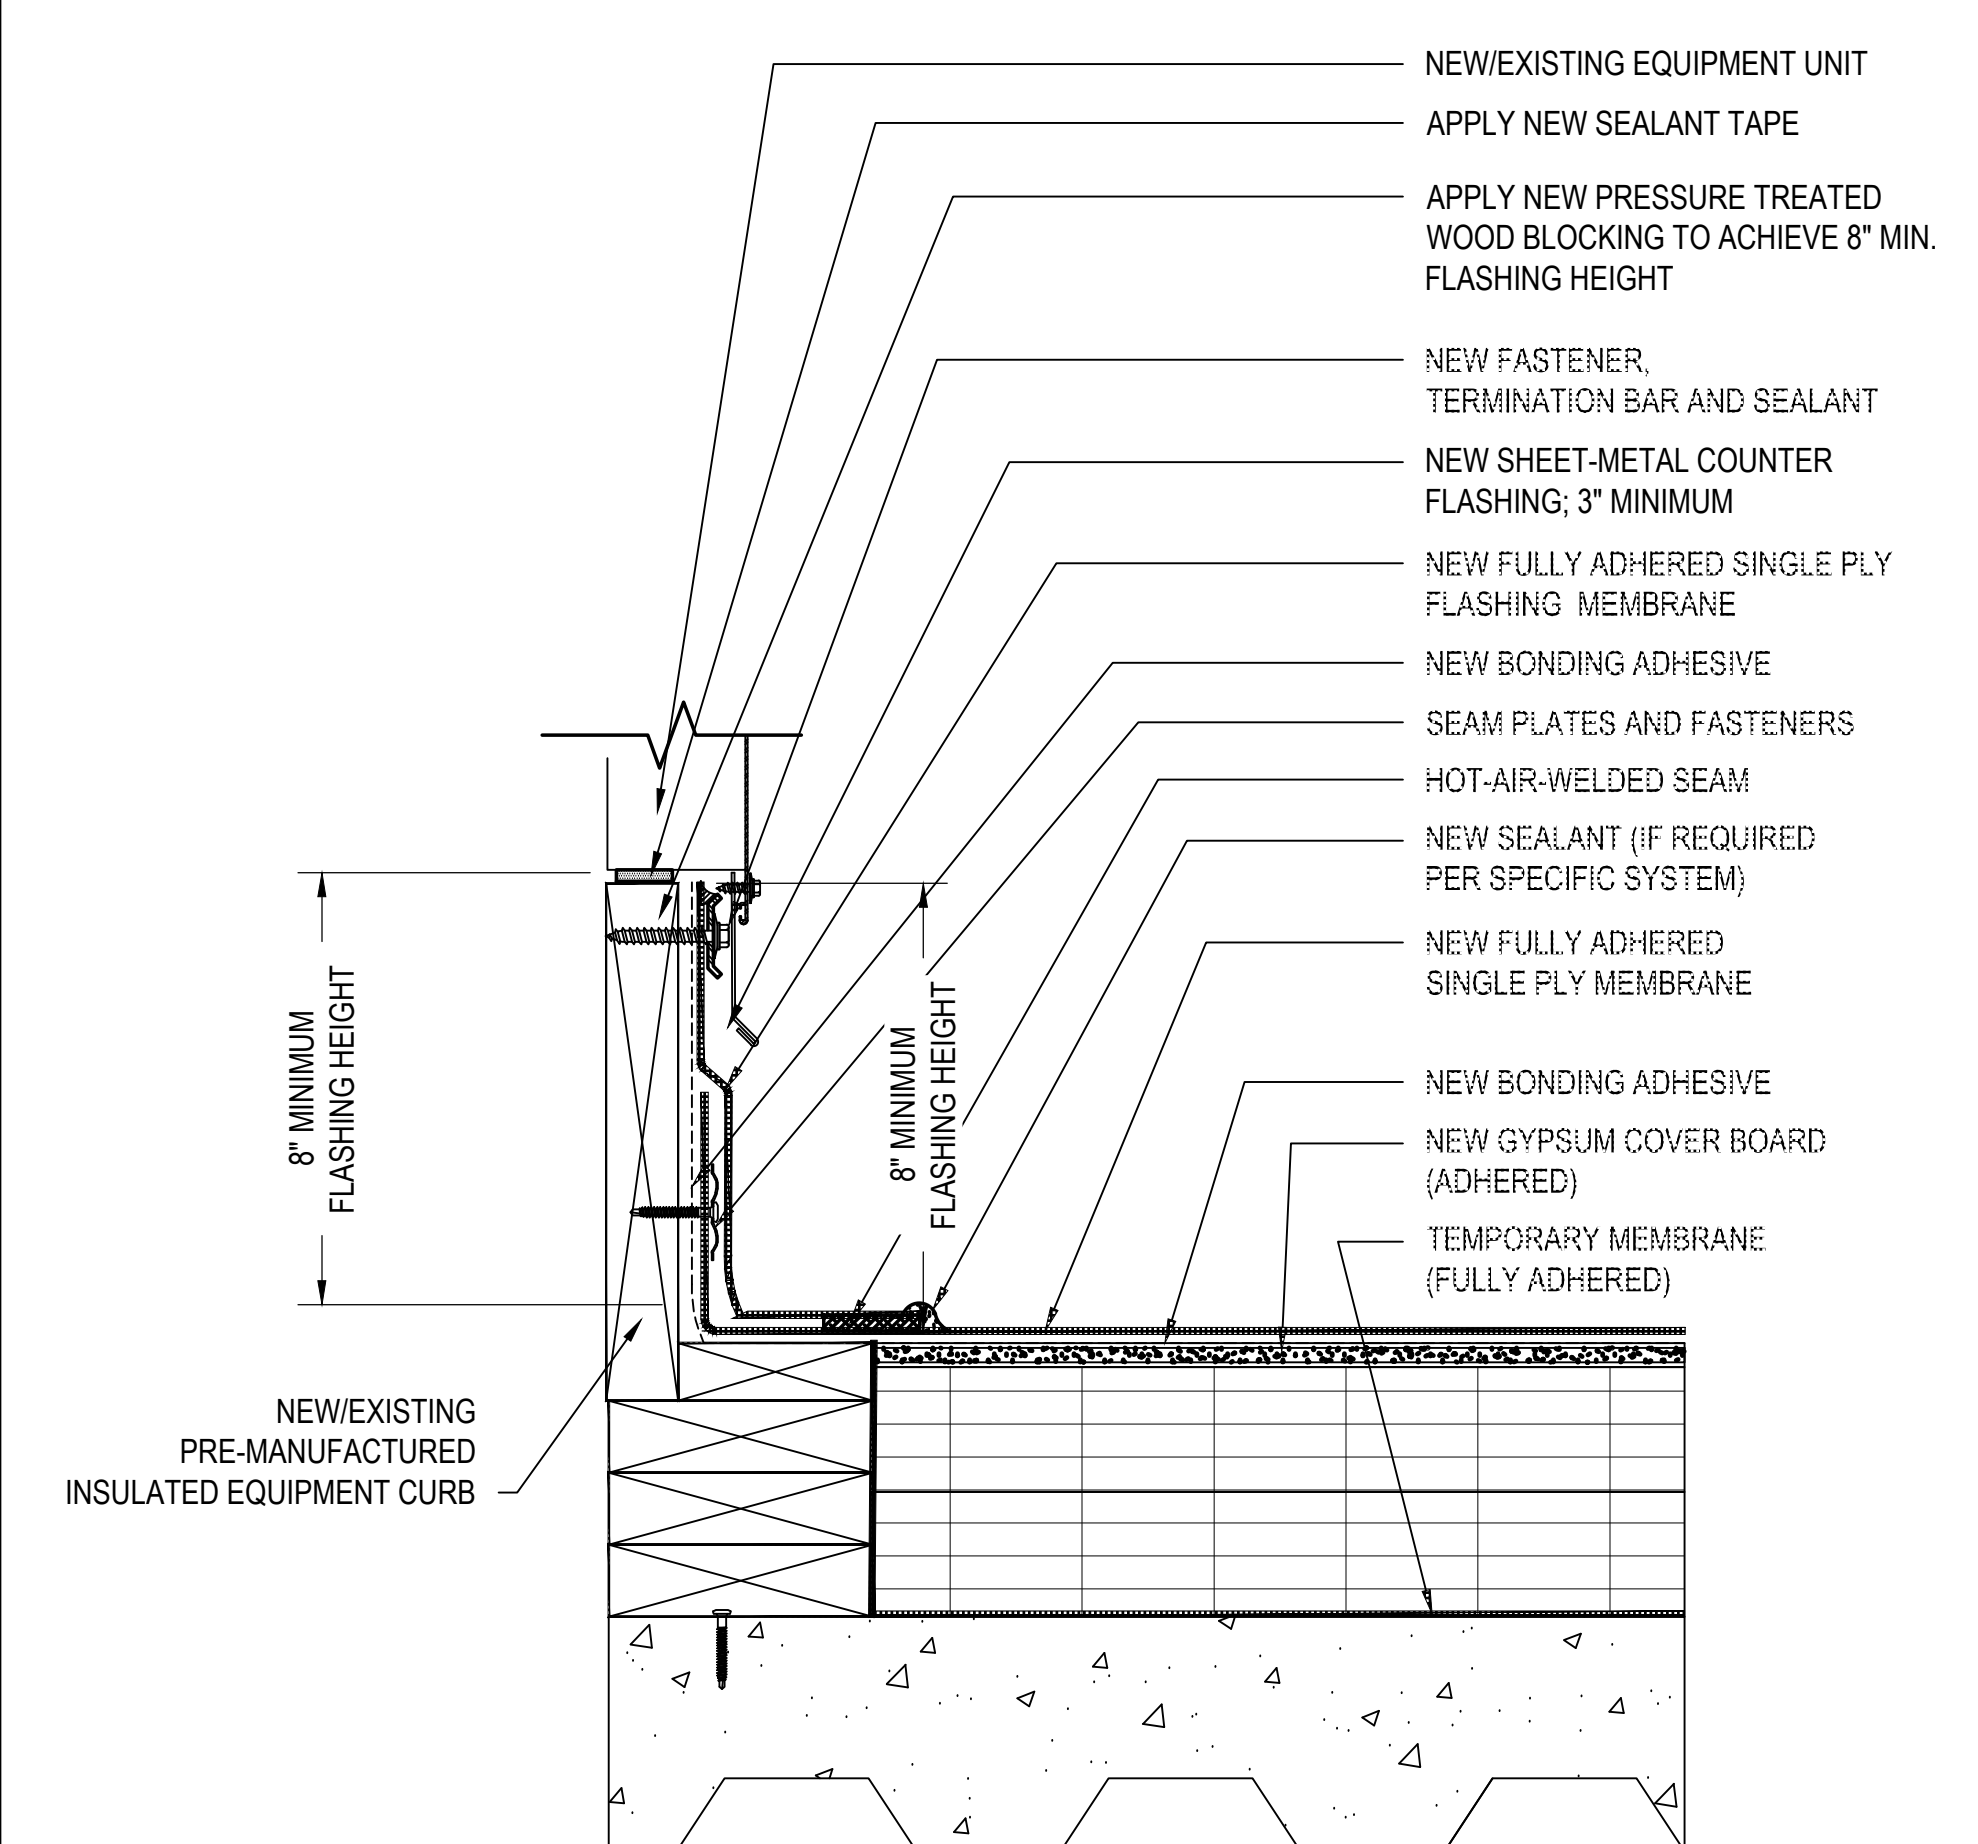 NEW/EXISTING EQUIPMENT UNIT
APPLY NEW SEALANT TAPE
APPLY NEW PRESSURE TREATED
WOOD BLOCKING TO ACHIEVE 8" MIN.
FLASHING HEIGHT
NEW FASTENER,
TERMINATION BAR AND SEALANT
NEW SHEET-METAL COUNTER
FLASHING; 3" MINIMUM
NEW FULLY ADHERED SINGLE PLY
FLASHING MEMBRANE
NEW BONDING ADHESIVE
SEAM PLATES AND FASTENERS
HOT-AIR-WELDED SEAM
NEW SEALANT (IF REQUIRED
PER SPECIFIC SYSTEM)
NEW FULLY ADHERED
SINGLE PLY MEMBRANE
NEW BONDING ADHESIVE
NEW GYPSUM COVER BOARD
(ADHERED)
TEMPORARY MEMBRANE
(FULLY ADHERED)
8" MINIMUM
FLASHING HEIGHT
8" MINIMUM
FLASHING HEIGHT
NEW/EXISTING
PRE-MANUFACTURED
INSULATED EQUIPMENT CURB